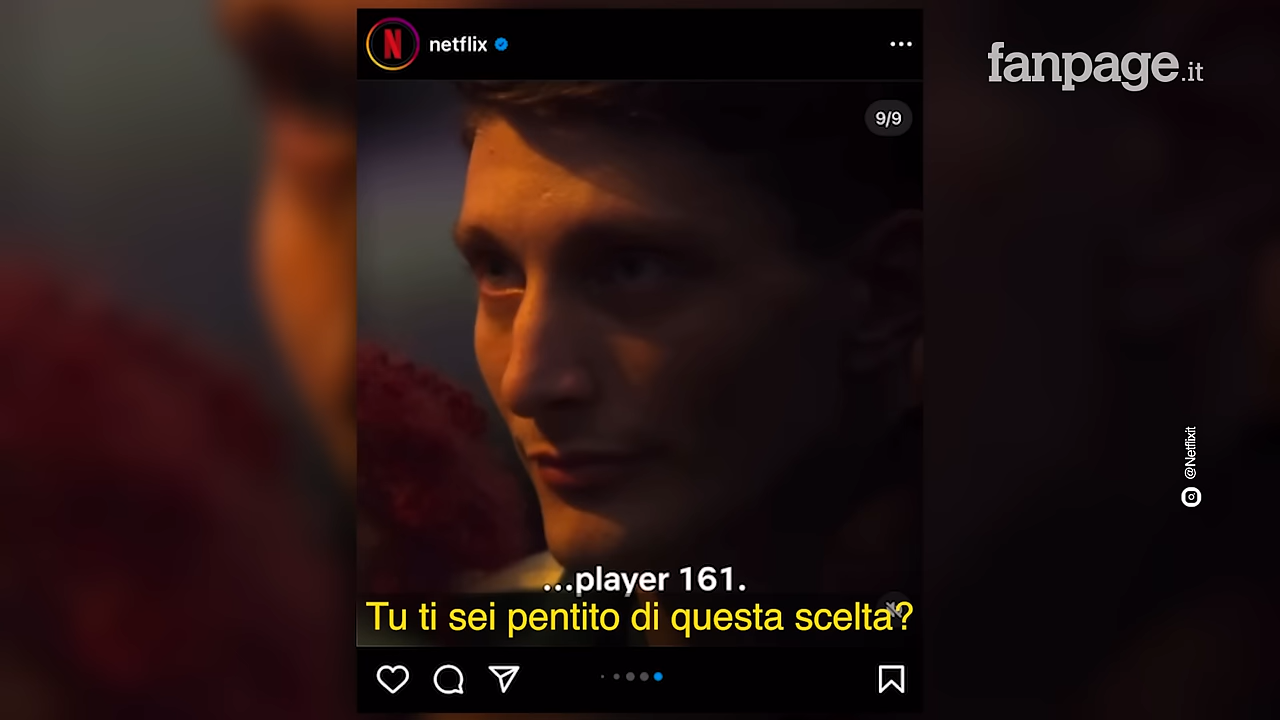 netflix
fanpage.it
9/9
@Netflixit
...player 161.
Tu ti sei pentito di questa scelta?